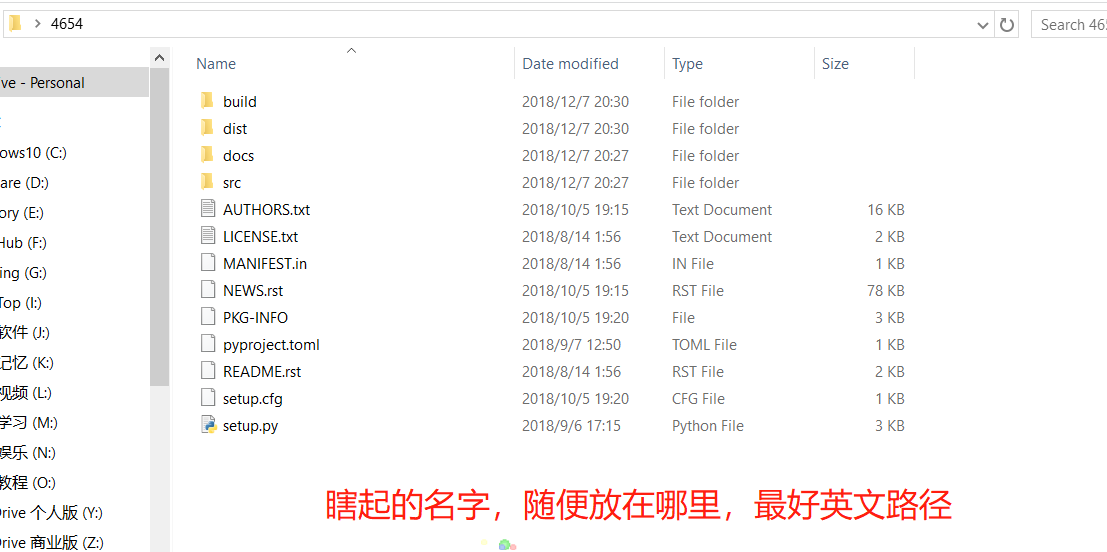 4654
Search 465
Name Date modified Type Size
ve - Personal
build 2018/12/7 20:30 File folder
dist 2018/12/7 20:30 File folder
ows10 (C:)
docs 2018/12/7 20:27 File folder
are (D:)
src 2018/12/7 20:27 File folder
ory (E:)
AUTHORS.txt 2018/10/5 19:15 Text Document 16 KB
Hub (F:)
LICENSE.txt 2018/8/14 1:56 Text Document 2 KB
ing (G:)
MANIFEST.in 2018/8/14 1:56 IN File 1 KB
NEWS.rst 2018/10/5 19:15 RST File 78 KB
Top (I:)
PKG-INFO 2018/10/5 19:20 File 3 KB
软件 (J:)
pyproject.toml 2018/9/7 12:50 TOML File 1 KB
记忆 (K:)
README.rst 2018/8/14 1:56 RST File 2 KB
视频 (L:)
setup.cfg 2018/10/5 19:20 CFG File 1 KB
学习 (M:)
setup.py 2018/9/6 17:15 Python File 3 KB
娱乐 (N:)
教程 (O:)
Drive 个人版 (Y:)
Drive 商业版 (Z:)
瞎起的名字，随便放在哪里，最好英文路径